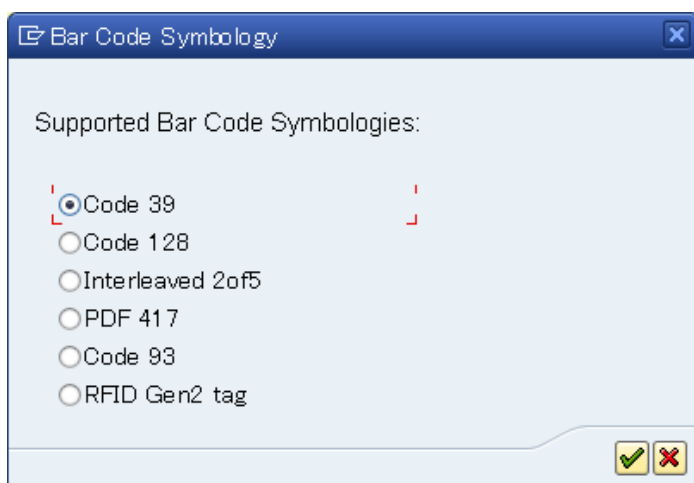 Bar Code Symbology
Supported Bar Code Symbologies:
Code 39
Code 128
Interleaved 2of5
PDF 417
Code 93
RFID Gen2 tag